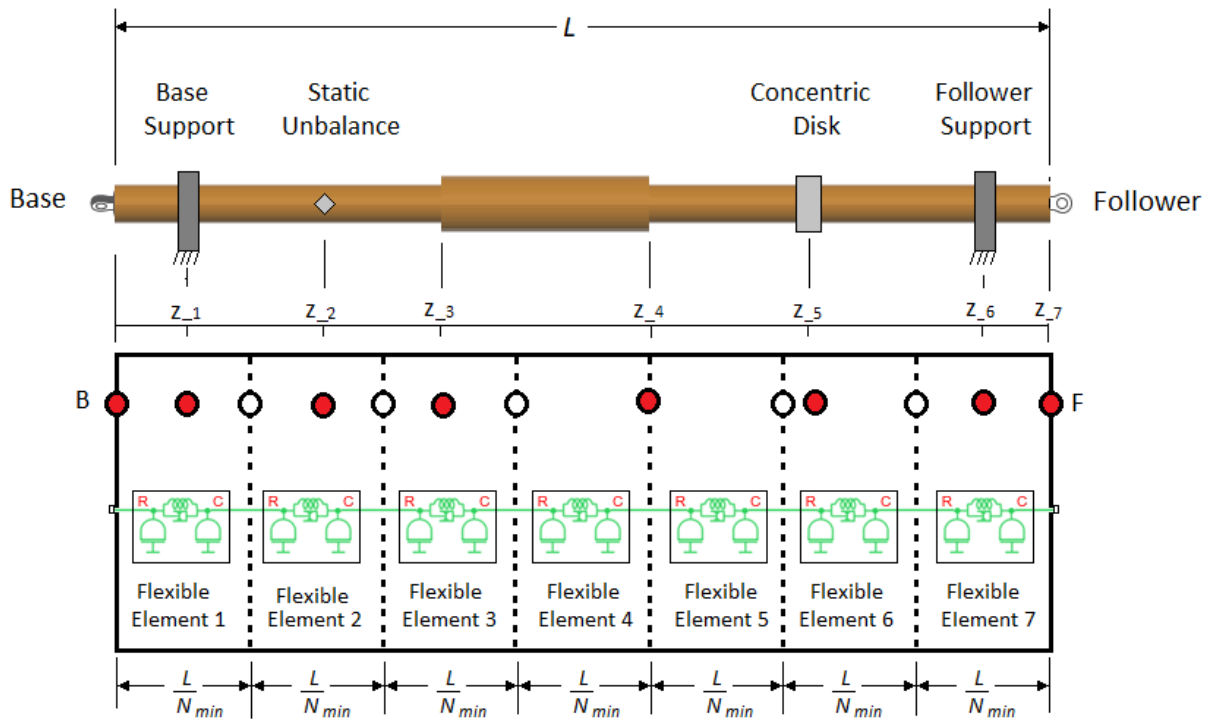 L
Base
Support
Static
Unbalance
Concentric
Disk
Follower
Support
Base
Follower
z_1
z_2
z_3
z_4
z_5
z_6
z_7
B
F
R C
R C
R C
R C
R C
R C
R C
Flexible
Element 1
Flexible
Element 2
Flexible
Element 3
Flexible
Element 4
Flexible
Element 5
Flexible
Element 6
Flexible
Element 7
L
N min
L
N min
L
N min
L
N min
L
N min
L
N min
L
N min